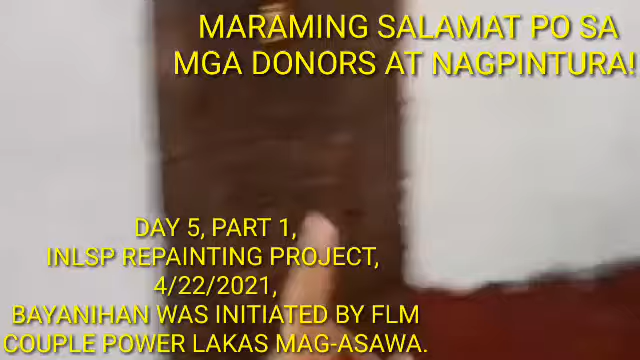 MARAMING SALAMAT PO SA
MGA DONORS AT NAGPINTURA!
DAY 5, PART 1,
INLSP REPAINTING PROJECT,
4/22/2021,
BAYANIHAN WAS INITIATED BY FLM
COUPLE POWER LAKAS MAG-ASAWA.